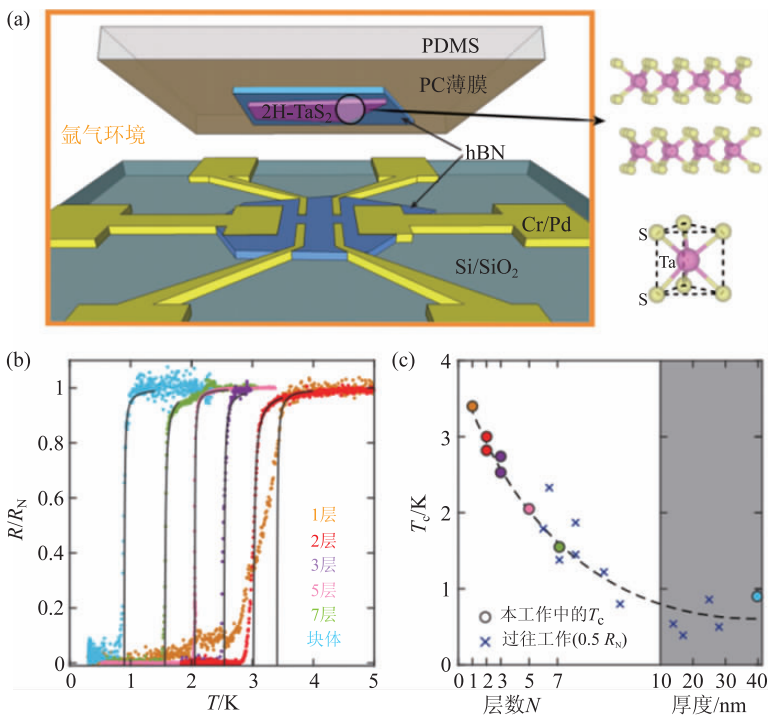 (a)
PDMS
PC薄膜
2H-TaS₂
氩气环境
hBN
Cr/Pd
Si/SiO₂
S
Ta
S
(b)
1
0.8
0.6
0.4
0.2
0
R/R_N
1层
2层
3层
5层
7层
块体
0 1 2 3 4 5
T/K
(c)
4
3
2
1
0
T_c/K
本工作中的T_c
过往工作(0.5 R_N)
0 1 2 3 5 7 10 20 30 40
层数N 厚度/nm